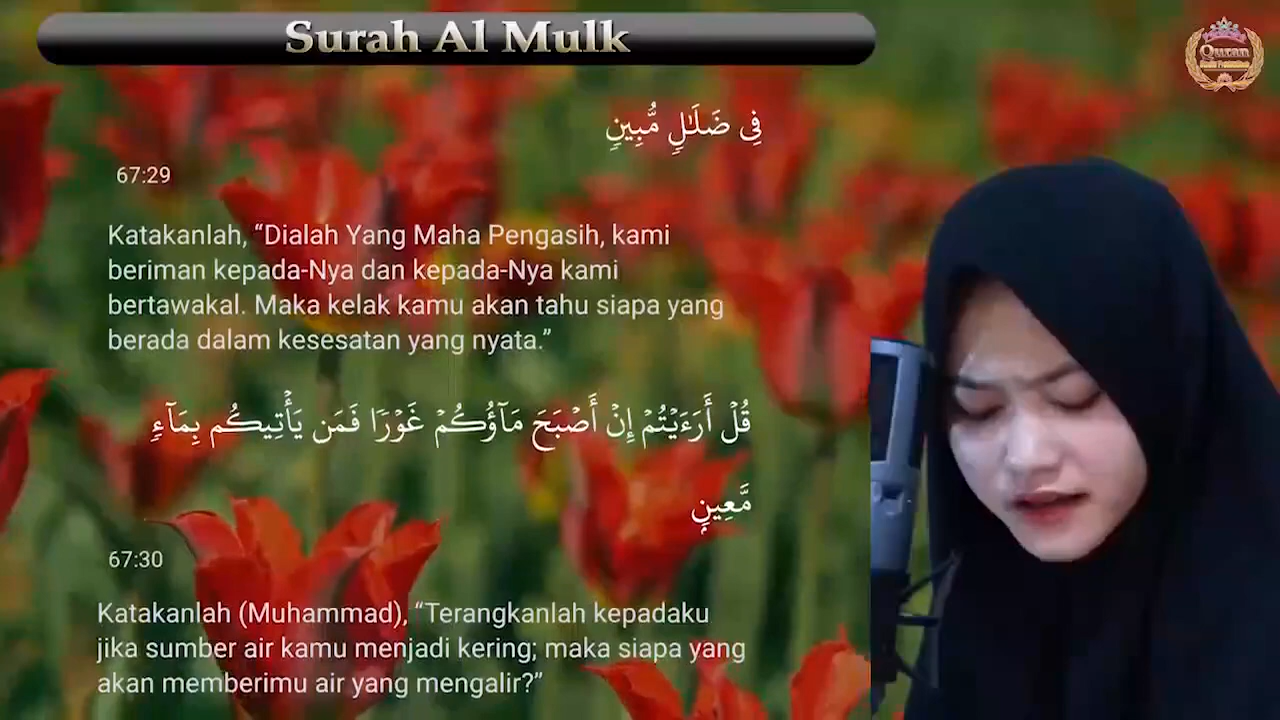 Surah Al Mulk
Quran
فِى ضَلَـٰلٍ مُّبِينٍ
67:29
Katakanlah, “Dialah Yang Maha Pengasih, kami
beriman kepada-Nya dan kepada-Nya kami
bertawakal. Maka kelak kamu akan tahu siapa yang
berada dalam kesesatan yang nyata.”
قُلْ أَرَءَيْتُمْ إِنْ أَصْبَحَ مَآؤُكُمْ غَوْرًا فَمَن يَأْتِيكُم بِمَآءٍ
مَّعِينٍۭ
67:30
Katakanlah (Muhammad), “Terangkanlah kepadaku
jika sumber air kamu menjadi kering; maka siapa yang
akan memberimu air yang mengalir?”